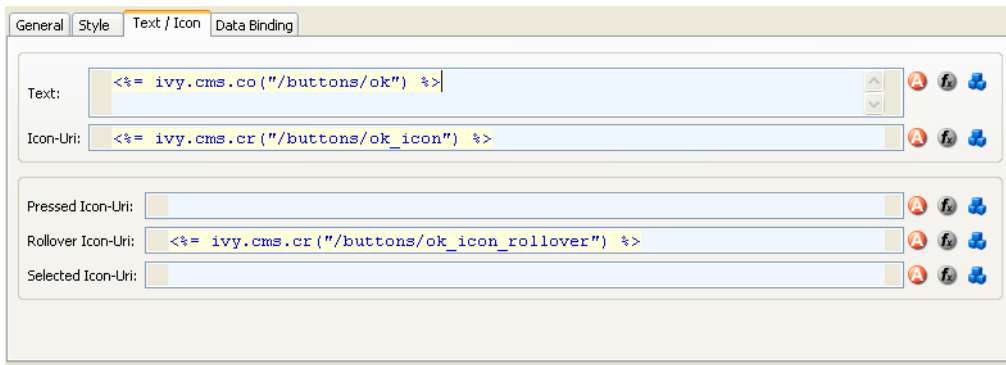 General Style Text / Icon Data Binding
Text: <%= ivy.cms.co("/buttons/ok") %>
Icon-Uri: <%= ivy.cms.cr("/buttons/ok_icon") %>
Pressed Icon-Uri:
Rollover Icon-Uri: <%= ivy.cms.cr("/buttons/ok_icon_rollover") %>
Selected Icon-Uri: